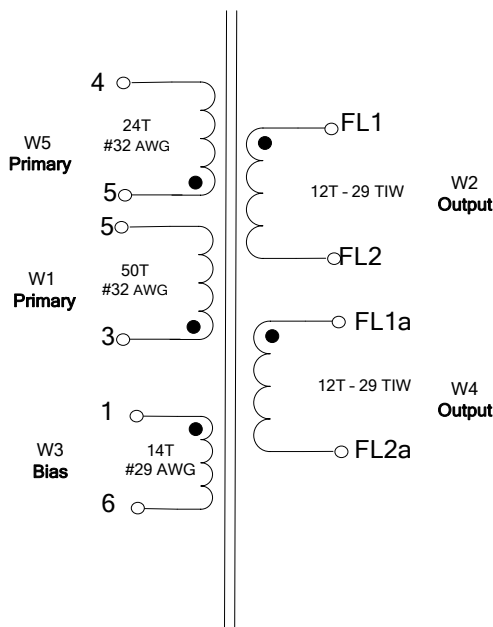 4
24T
#32 AWG
W5
Primary
5
5
50T
#32 AWG
W1
Primary
3
1
14T
#29 AWG
W3
Bias
6
FL1
12T - 29 TIW
W2
Output
FL2
FL1a
12T - 29 TIW
W4
Output
FL2a